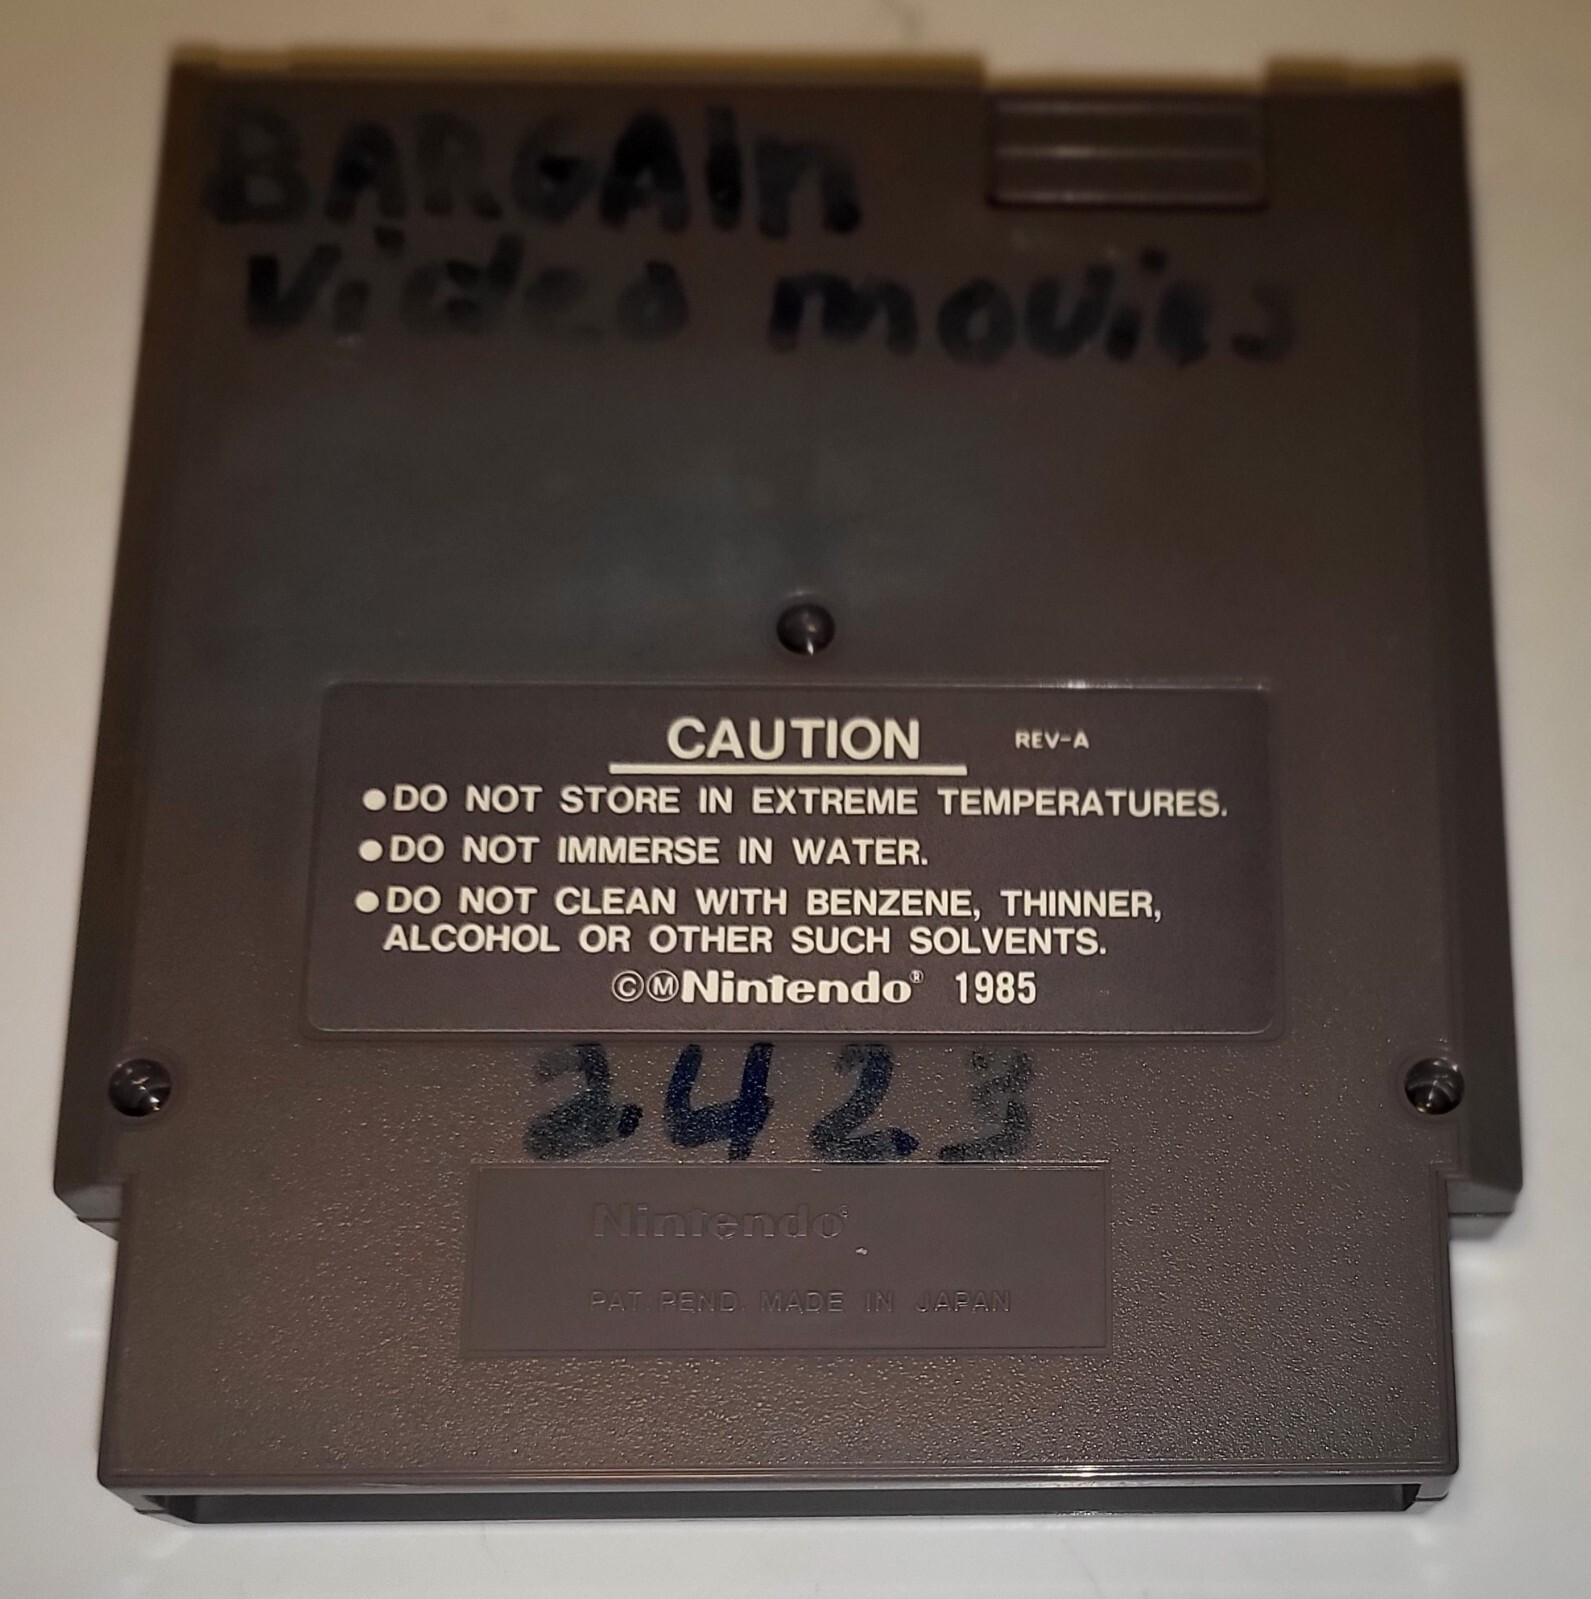 BARGAIn
video movies
CAUTION REV-A
●DO NOT STORE IN EXTREME TEMPERATURES.
●DO NOT IMMERSE IN WATER.
●DO NOT CLEAN WITH BENZENE, THINNER,
ALCOHOL OR OTHER SUCH SOLVENTS.
©ⓂNintendo® 1985
2423
Nintendo®
PAT. PEND. MADE IN JAPAN